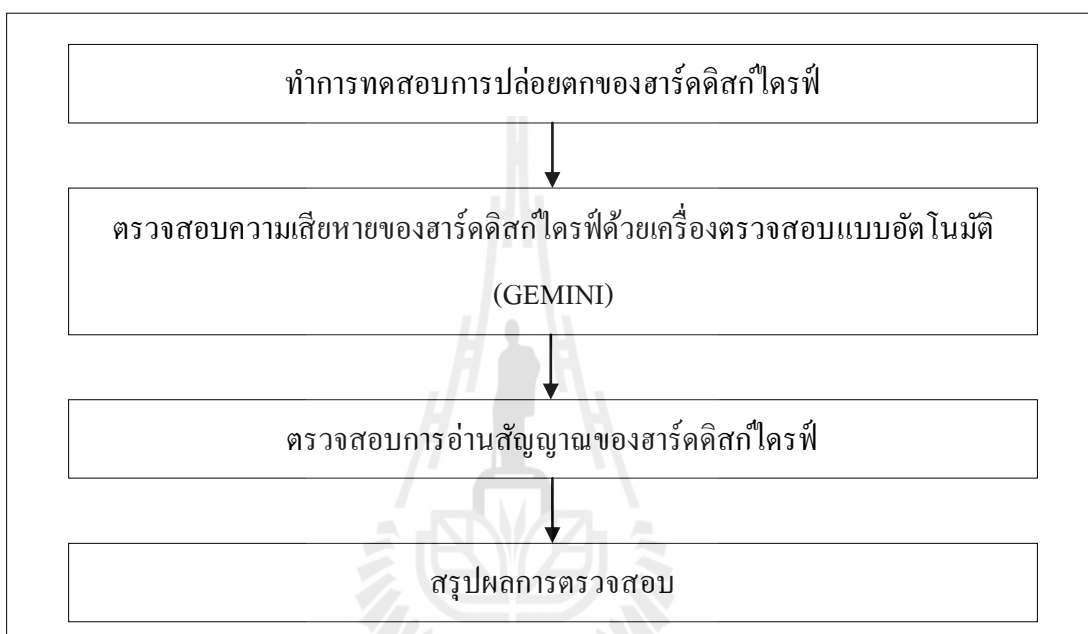 ทำการทดสอบการปล่อยตกของฮาร์ดดิสก์ไดรฟ์
ตรวจสอบความเสียหายของฮาร์ดดิสก์ไดรฟ์ด้วยเครื่องตรวจสอบแบบอัตโนมัติ
(GEMINI)
ตรวจสอบการอ่านสัญญาณของฮาร์ดดิสก์ไดรฟ์
สรุปผลการตรวจสอบ